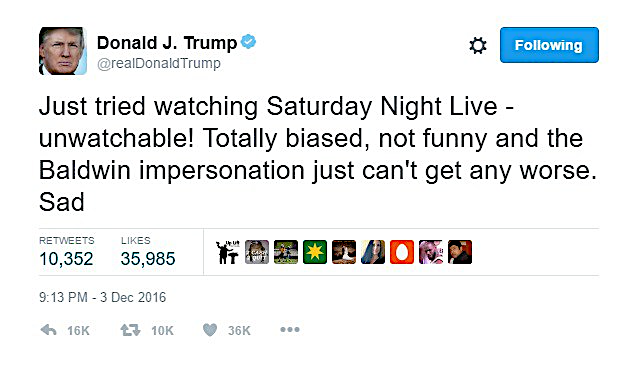 Donald J. Trump
@realDonaldTrump
Following
Just tried watching Saturday Night Live -
unwatchable! Totally biased, not funny and the
Baldwin impersonation just can't get any worse.
Sad
RETWEETS LIKES
10,352 35,985
9:13 PM - 3 Dec 2016
16K 10K 36K